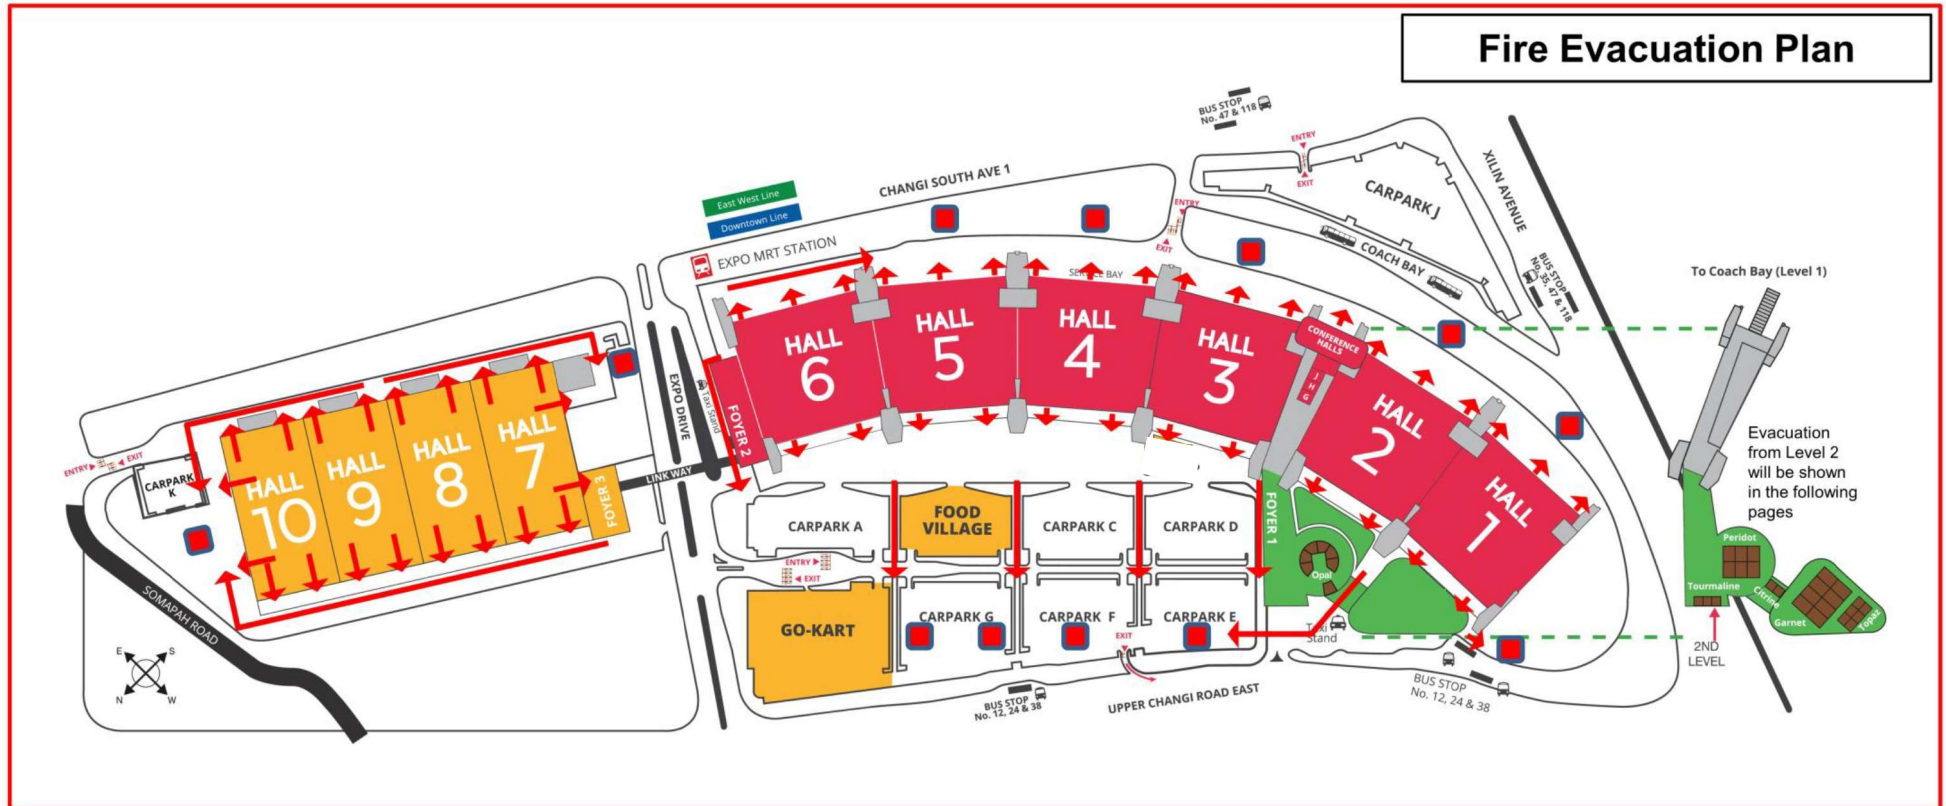 Fire Evacuation Plan
BUS STOP
No. 47 & 118
ENTRY
EXIT
CARPARK J
XILIN AVENUE
East West Line
Downtown Line
CHANGI SOUTH AVE 1
EXPO MRT STATION
ENTRY
EXIT
COACH BAY
BUS STOP
No. 35, 47 & 118
To Coach Bay (Level 1)
SERVICE BAY
HALL
6
HALL
5
HALL
4
HALL
3
CONFERENCE
HALLS
J
H
G
HALL
2
HALL
1
EXPO DRIVE
Taxi Stand
FOYER 2
LINK WAY
HALL
7
HALL
8
HALL
9
HALL
10
FOYER 3
ENTRY
EXIT
CARPARK
K
SOMAPAH ROAD
E
S
N
W
CARPARK A
FOOD
VILLAGE
CARPARK C
CARPARK D
FOYER 1
Opal
ENTRY
EXIT
GO-KART
CARPARK G
CARPARK F
CARPARK E
EXIT
Taxi
Stand
BUS STOP
No. 12, 24 & 38
UPPER CHANGI ROAD EAST
BUS STOP
No. 12, 24 & 38
Evacuation
from Level 2
will be shown
in the following
pages
Peridot
Tourmaline
Citrine
Garnet
Topaz
2ND
LEVEL